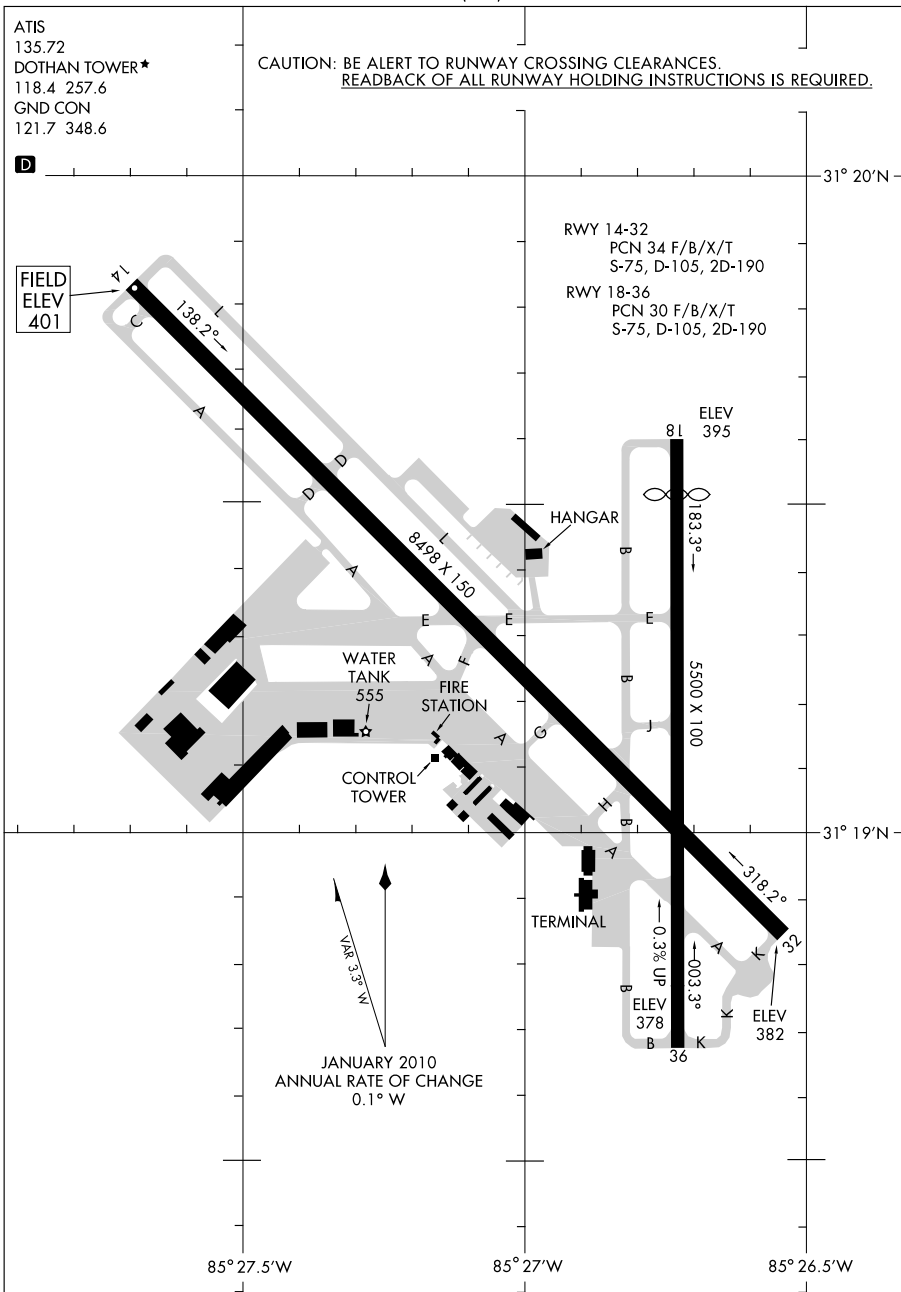 ATIS
135.72
DOTHAN TOWER★
118.4 257.6
GND CON
121.7 348.6
D
CAUTION: BE ALERT TO RUNWAY CROSSING CLEARANCES.
READBACK OF ALL RUNWAY HOLDING INSTRUCTIONS IS REQUIRED.
31° 20'N
RWY 14-32
PCN 34 F/B/X/T
S-75, D-105, 2D-190
RWY 18-36
PCN 30 F/B/X/T
S-75, D-105, 2D-190
FIELD
ELEV
401
14
C
138.2°→
L
A
D
D
L
A
8498 X 150
HANGAR
18
ELEV
395
183.3°→
B
E
E
E
A
F
B
5500 X 100
J
WATER
TANK
555
FIRE
STATION
A
G
CONTROL
TOWER
H
B
A
31° 19'N
←318.2°
TERMINAL
32
A
K
0.3% UP→
003.3°→
B
K
ELEV
378
ELEV
382
B
K
36
VAR 3.3° W
JANUARY 2010
ANNUAL RATE OF CHANGE
0.1° W
85° 27.5'W
85° 27'W
85° 26.5'W